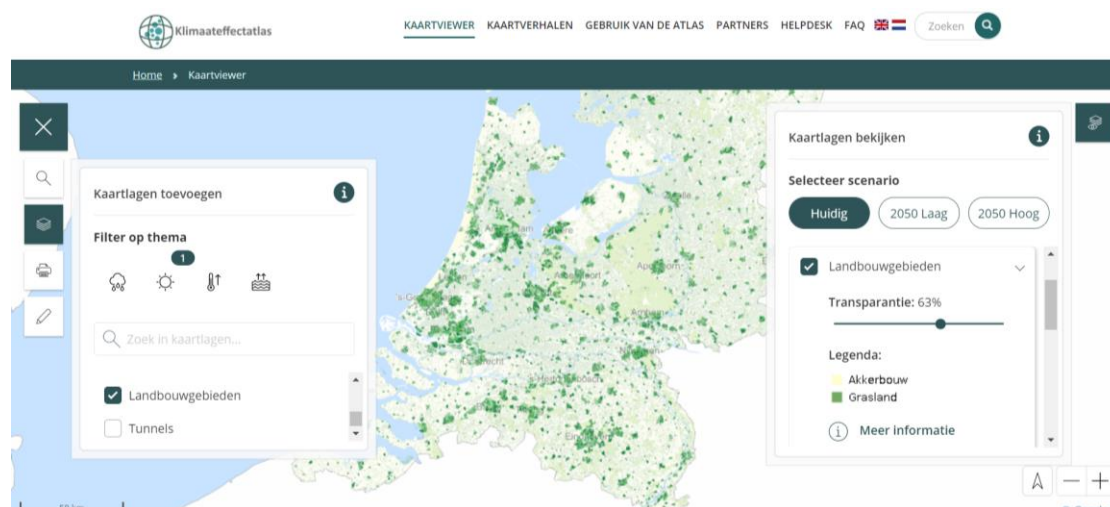 Klimaateffectatlas
KAARTVIEWER KAARTVERHALEN GEBRUIK VAN DE ATLAS PARTNERS HELPDESK FAQ
Zoeken
Home › Kaartviewer
Kaartlagen toevoegen
Filter op thema
1
Zoek in kaartlagen...
Landbouwgebieden
Tunnels
Kaartlagen bekijken
Selecteer scenario
Huidig 2050 Laag 2050 Hoog
Landbouwgebieden
Transparantie: 63%
Legenda:
Akkerbouw
Grasland
Meer informatie